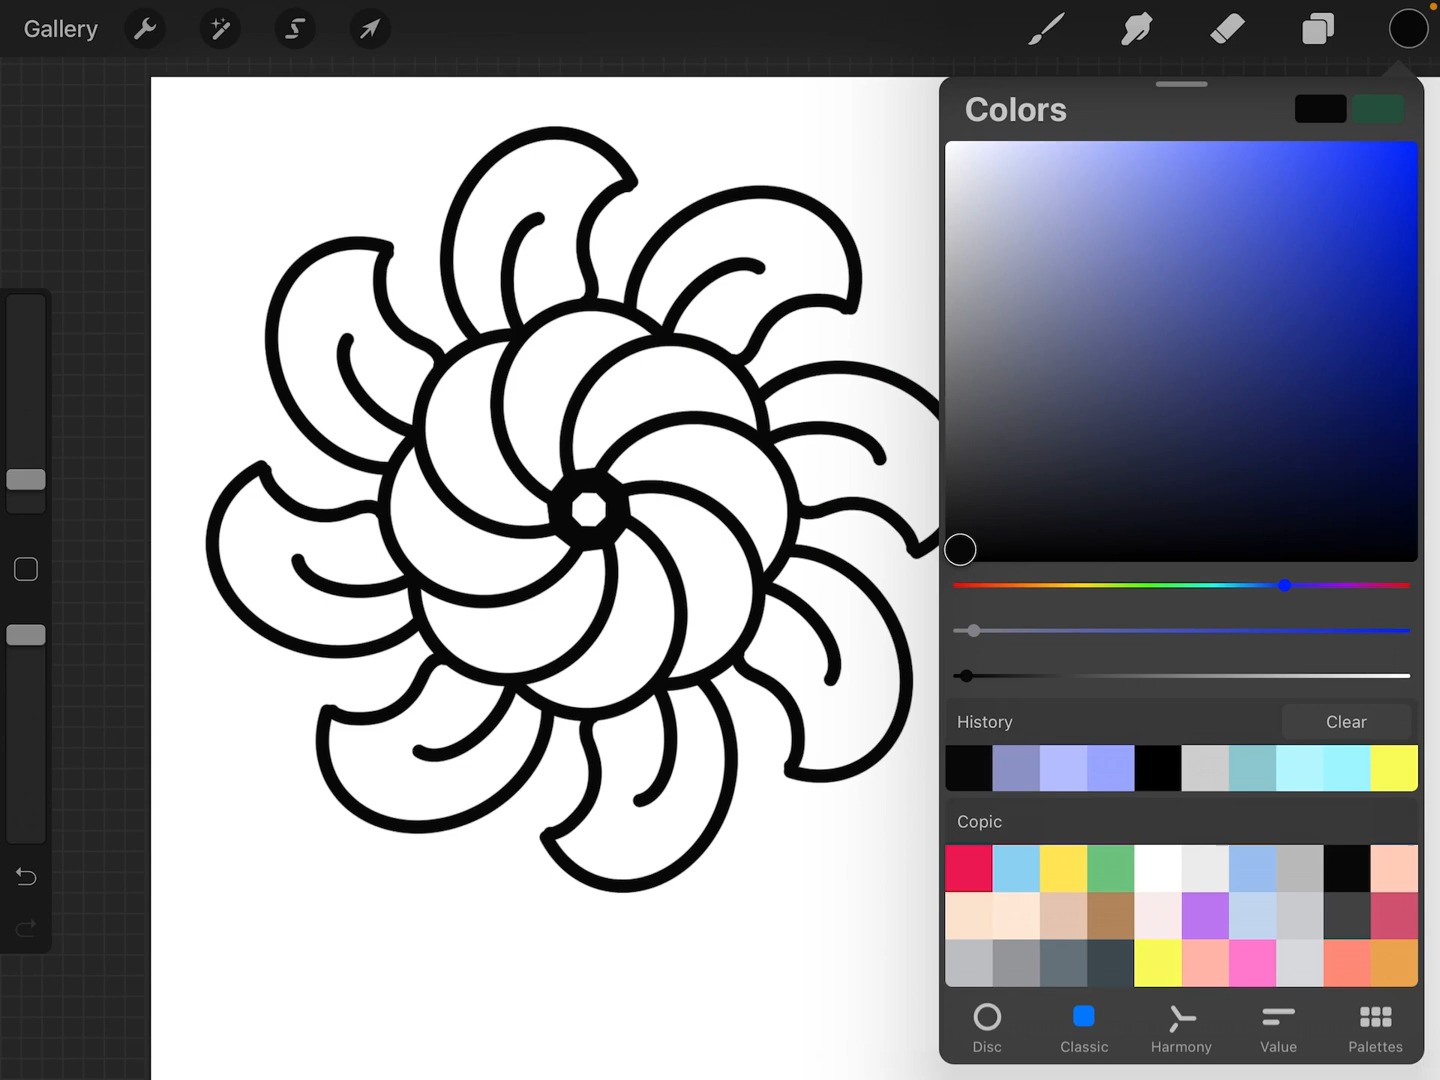 Gallery
Colors
History
Clear
Copic
Disc
Classic
Harmony
Value
Palettes